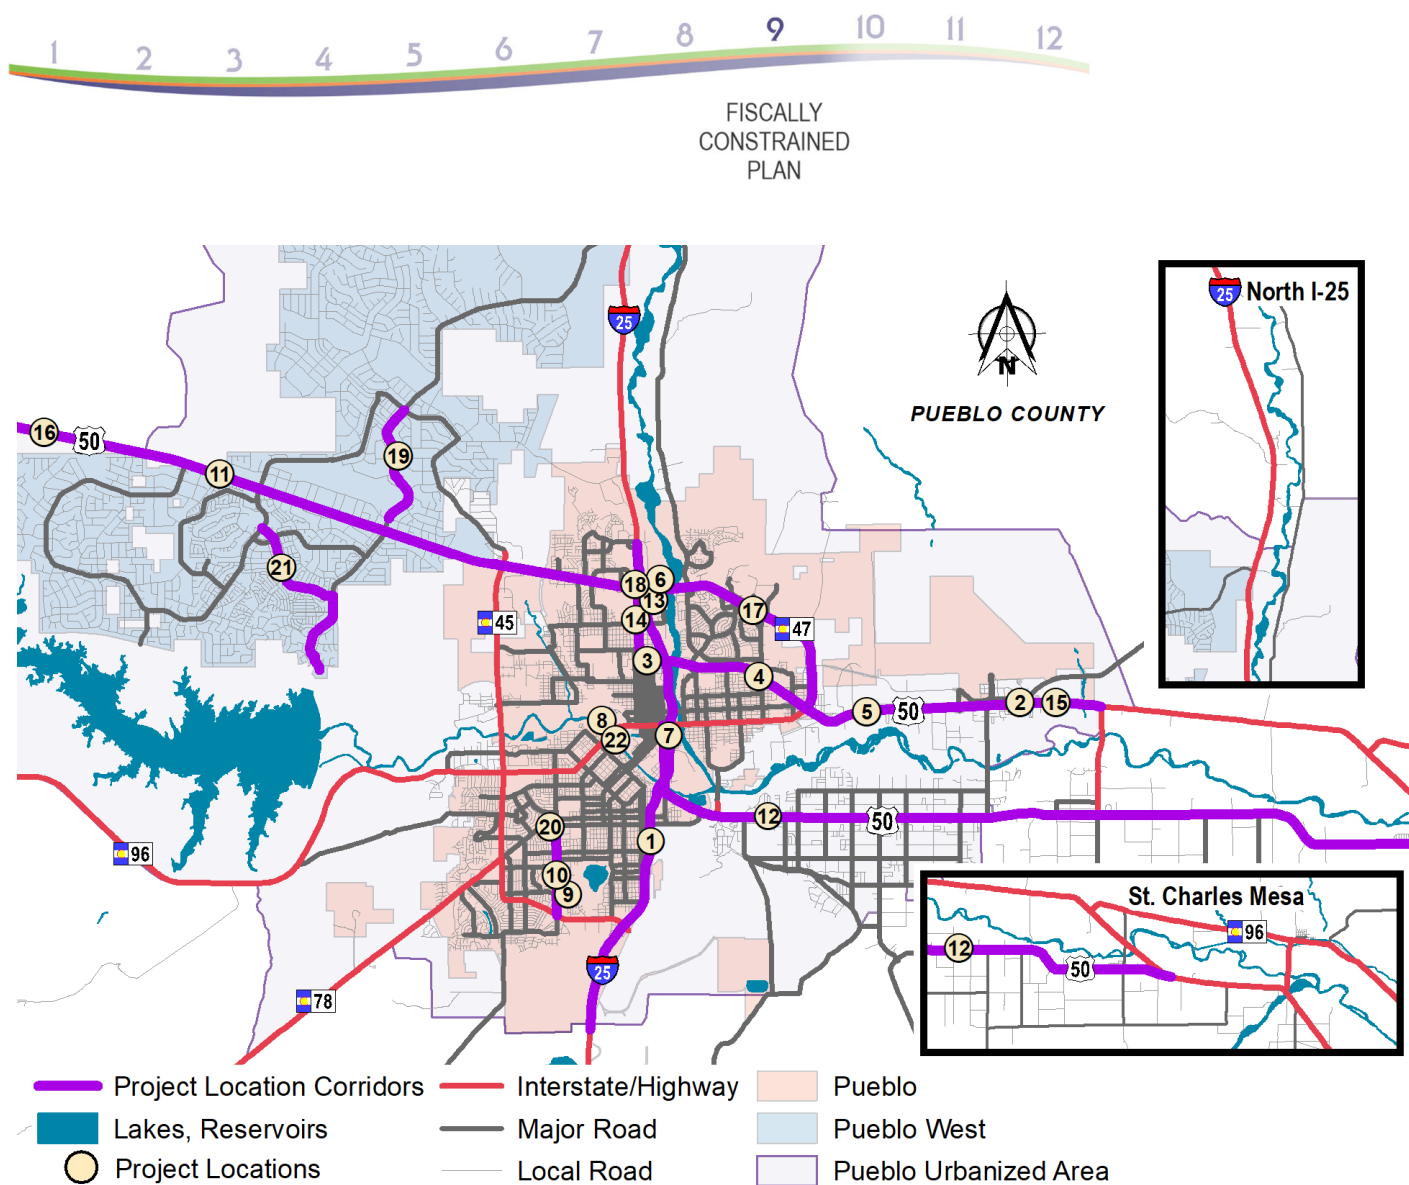 1 2 3 4 5 6 7 8 9 10 11 12
FISCALLY
CONSTRAINED
PLAN
25 North I-25
25
N
PUEBLO COUNTY
16 50
19
11
21
18 6
13
14
17
45
47
3
4
5 50 2 15
8
22 7
12 50
20
1
96
10
9
St. Charles Mesa
96
12
50
25
78
Project Location Corridors
Interstate/Highway
Pueblo
Lakes, Reservoirs
Major Road
Pueblo West
Project Locations
Local Road
Pueblo Urbanized Area